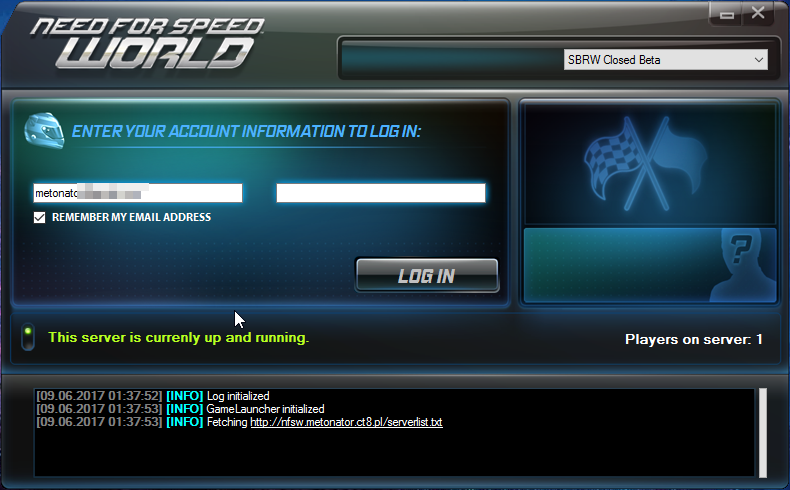 NEED FOR SPEED
WORLD
SBRW Closed Beta
ENTER YOUR ACCOUNT INFORMATION TO LOG IN:
REMEMBER MY EMAIL ADDRESS
LOG IN
?
This server is currenly up and running.
Players on server: 1
[09.06.2017 01:37:52] [INFO] Log initialized
[09.06.2017 01:37:53] [INFO] GameLauncher initialized
[09.06.2017 01:37:53] [INFO] Fetching http://nfsw.metonator.ct8.pl/serverlist.txt